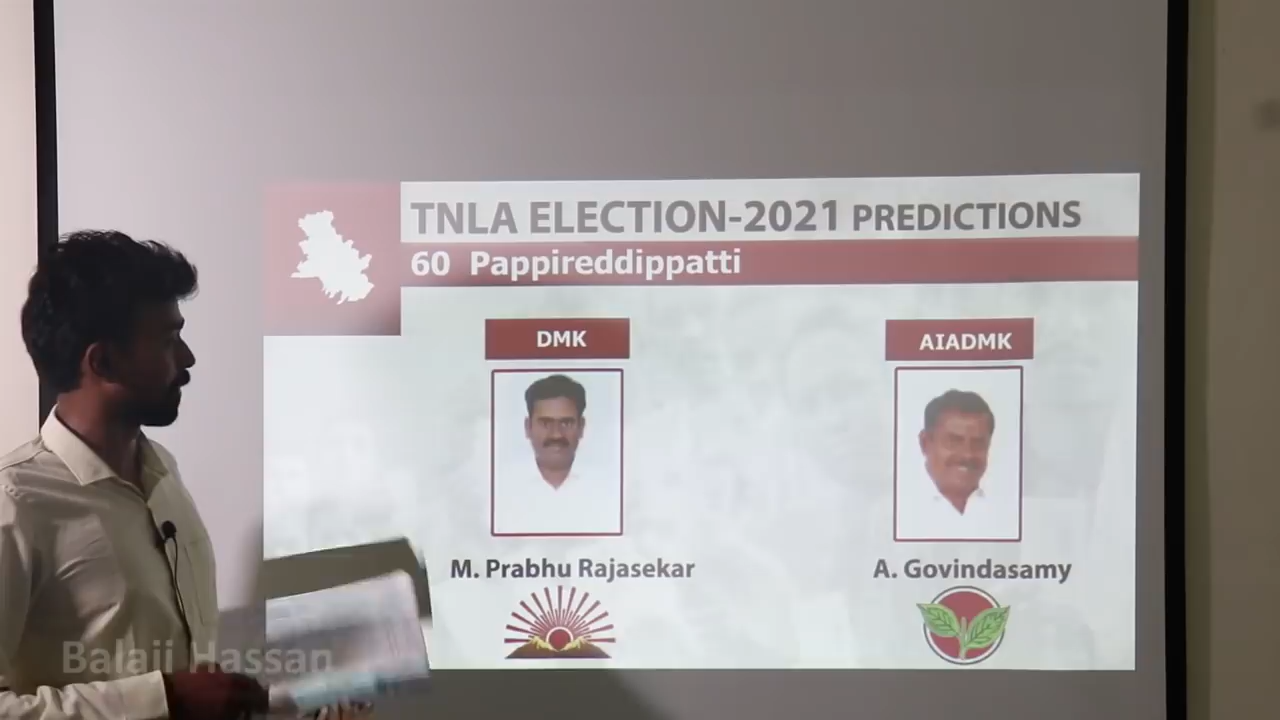 TNLA ELECTION-2021 PREDICTIONS
60 Pappireddippatti
DMK
AIADMK
M. Prabhu Rajasekar
A. Govindasamy
Balaji Hassan